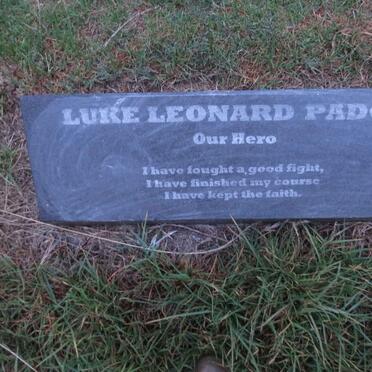 LUKE LEONARD
Our Hero
I have fought a good fight,
I have finished my course
I have kept the faith.